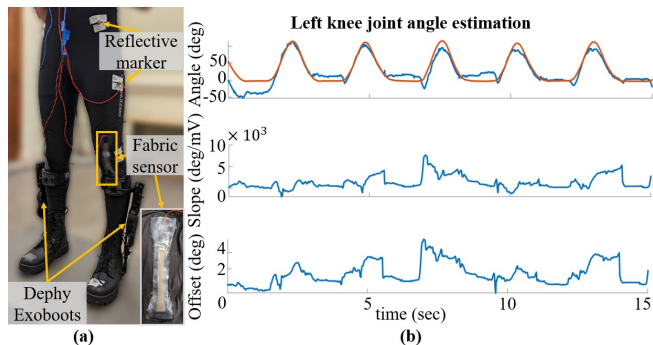 Reflective
marker
Fabric
sensor
Dephy
Exoboots
(a)
Left knee joint angle estimation
Angle (deg)
100
50
0
-50
× 10³
Slope (deg/mV)
5
0
Offset (deg)
4
2
0
5
10
15
time (sec)
(b)